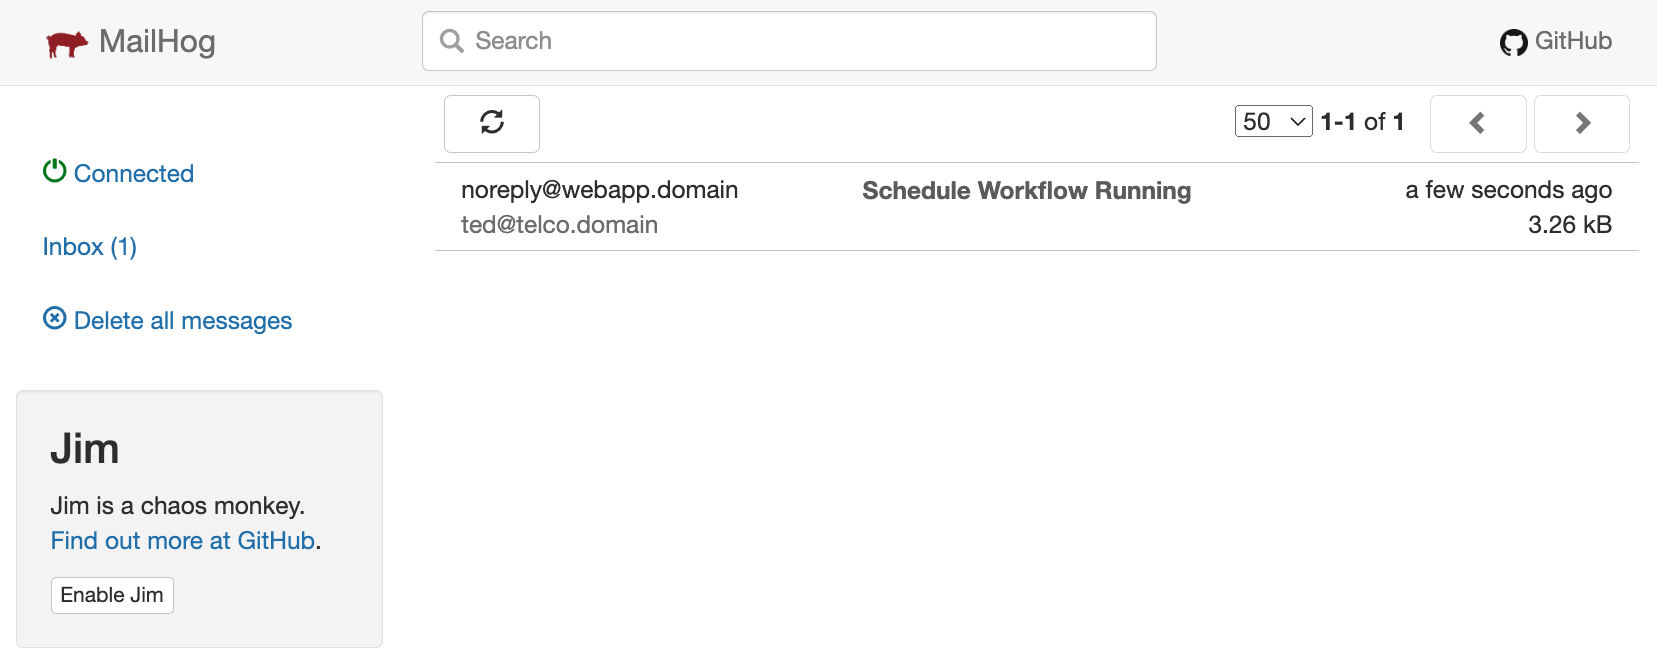 MailHog
Search
GitHub
50 1-1 of 1
Connected
Inbox (1)
Delete all messages
noreply@webapp.domain Schedule Workflow Running a few seconds ago
ted@telco.domain 3.26 kB
Jim
Jim is a chaos monkey.
Find out more at GitHub.
Enable Jim